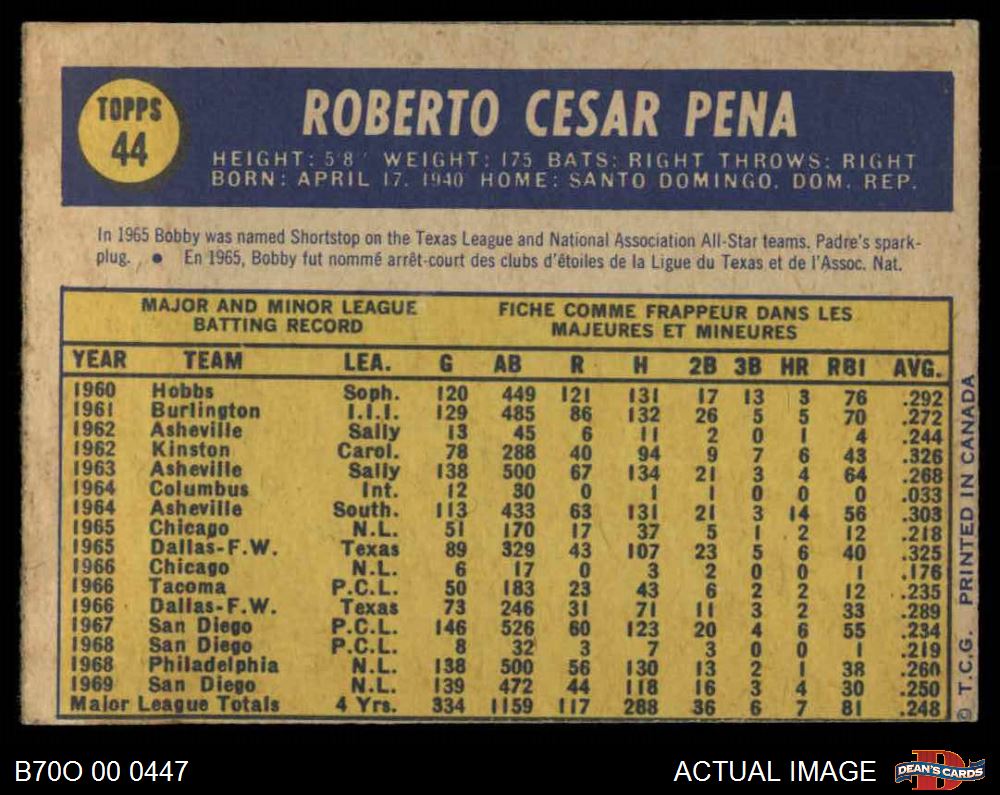 TOPPS
44
ROBERTO CESAR PENA
HEIGHT: 5'8" WEIGHT: 175 BATS: RIGHT THROWS: RIGHT
BORN: APRIL 17, 1940 HOME: SANTO DOMINGO, DOM. REP.
In 1965 Bobby was named Shortstop on the Texas League and National Association All-Star teams. Padre's spark-
plug. ● En 1965, Bobby fut nommé arrêt-court des clubs d'étoiles de la Ligue du Texas et de l'Assoc. Nat.
MAJOR AND MINOR LEAGUE
BATTING RECORD
FICHE COMME FRAPPEUR DANS LES
MAJEURES ET MINEURES
YEAR TEAM LEA. G AB R H 2B 3B HR RBI AVG.
1960 Hobbs Soph. 120 449 121 131 17 13 3 76 .292
1961 Burlington I.I.I. 129 485 86 132 26 5 5 70 .272
1962 Asheville Sally 13 45 6 11 2 0 1 4 .244
1962 Kinston Carol. 78 288 40 94 9 7 6 43 .326
1963 Asheville Sally 138 500 67 134 21 3 4 64 .268
1964 Columbus Int. 12 30 0 1 1 0 0 0 .033
1964 Asheville South. 113 433 63 131 21 3 14 56 .303
1965 Chicago N.L. 51 170 17 37 5 1 2 12 .218
1965 Dallas-F.W. Texas 89 329 43 107 23 5 6 40 .325
1966 Chicago N.L. 6 17 0 3 2 0 0 1 .176
1966 Tacoma P.C.L. 50 183 23 43 6 2 2 12 .235
1966 Dallas-F.W. Texas 73 246 31 71 11 3 2 33 .289
1967 San Diego P.C.L. 146 526 60 123 20 4 6 55 .234
1968 San Diego P.C.L. 8 32 3 7 3 0 0 1 .219
1968 Philadelphia N.L. 138 500 56 130 13 2 1 38 .260
1969 San Diego N.L. 139 472 44 118 16 3 4 30 .250
Major League Totals 4 Yrs. 334 1159 117 288 36 6 7 81 .248
© T.C.G. PRINTED IN CANADA
B70O 00 0447
ACTUAL IMAGE
D
DEAN'S CARDS